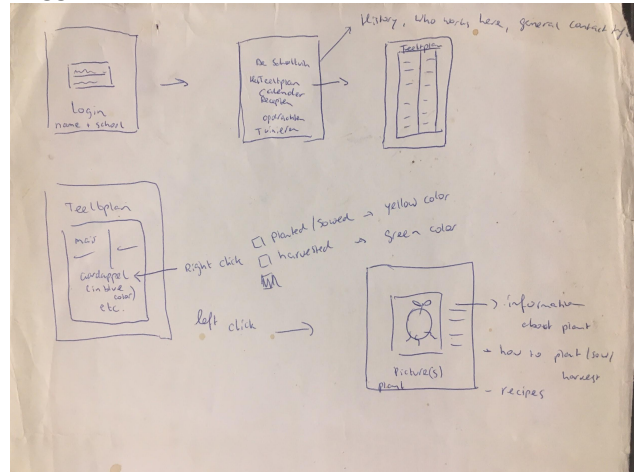 History, who works here, general contact inf.
Login
name + school
De
Teeltplan
Calender
Recepten
opdrachten
Tuinieren
Teeltplan
Teeltplan
mais
aardappel
(in blue
color)
etc.
Right click
planted/sowed → yellow color
harvested → green color
left click
Picture(s)
plant
→ information
about plant
- how to plant/sow/
harvest
- recipes